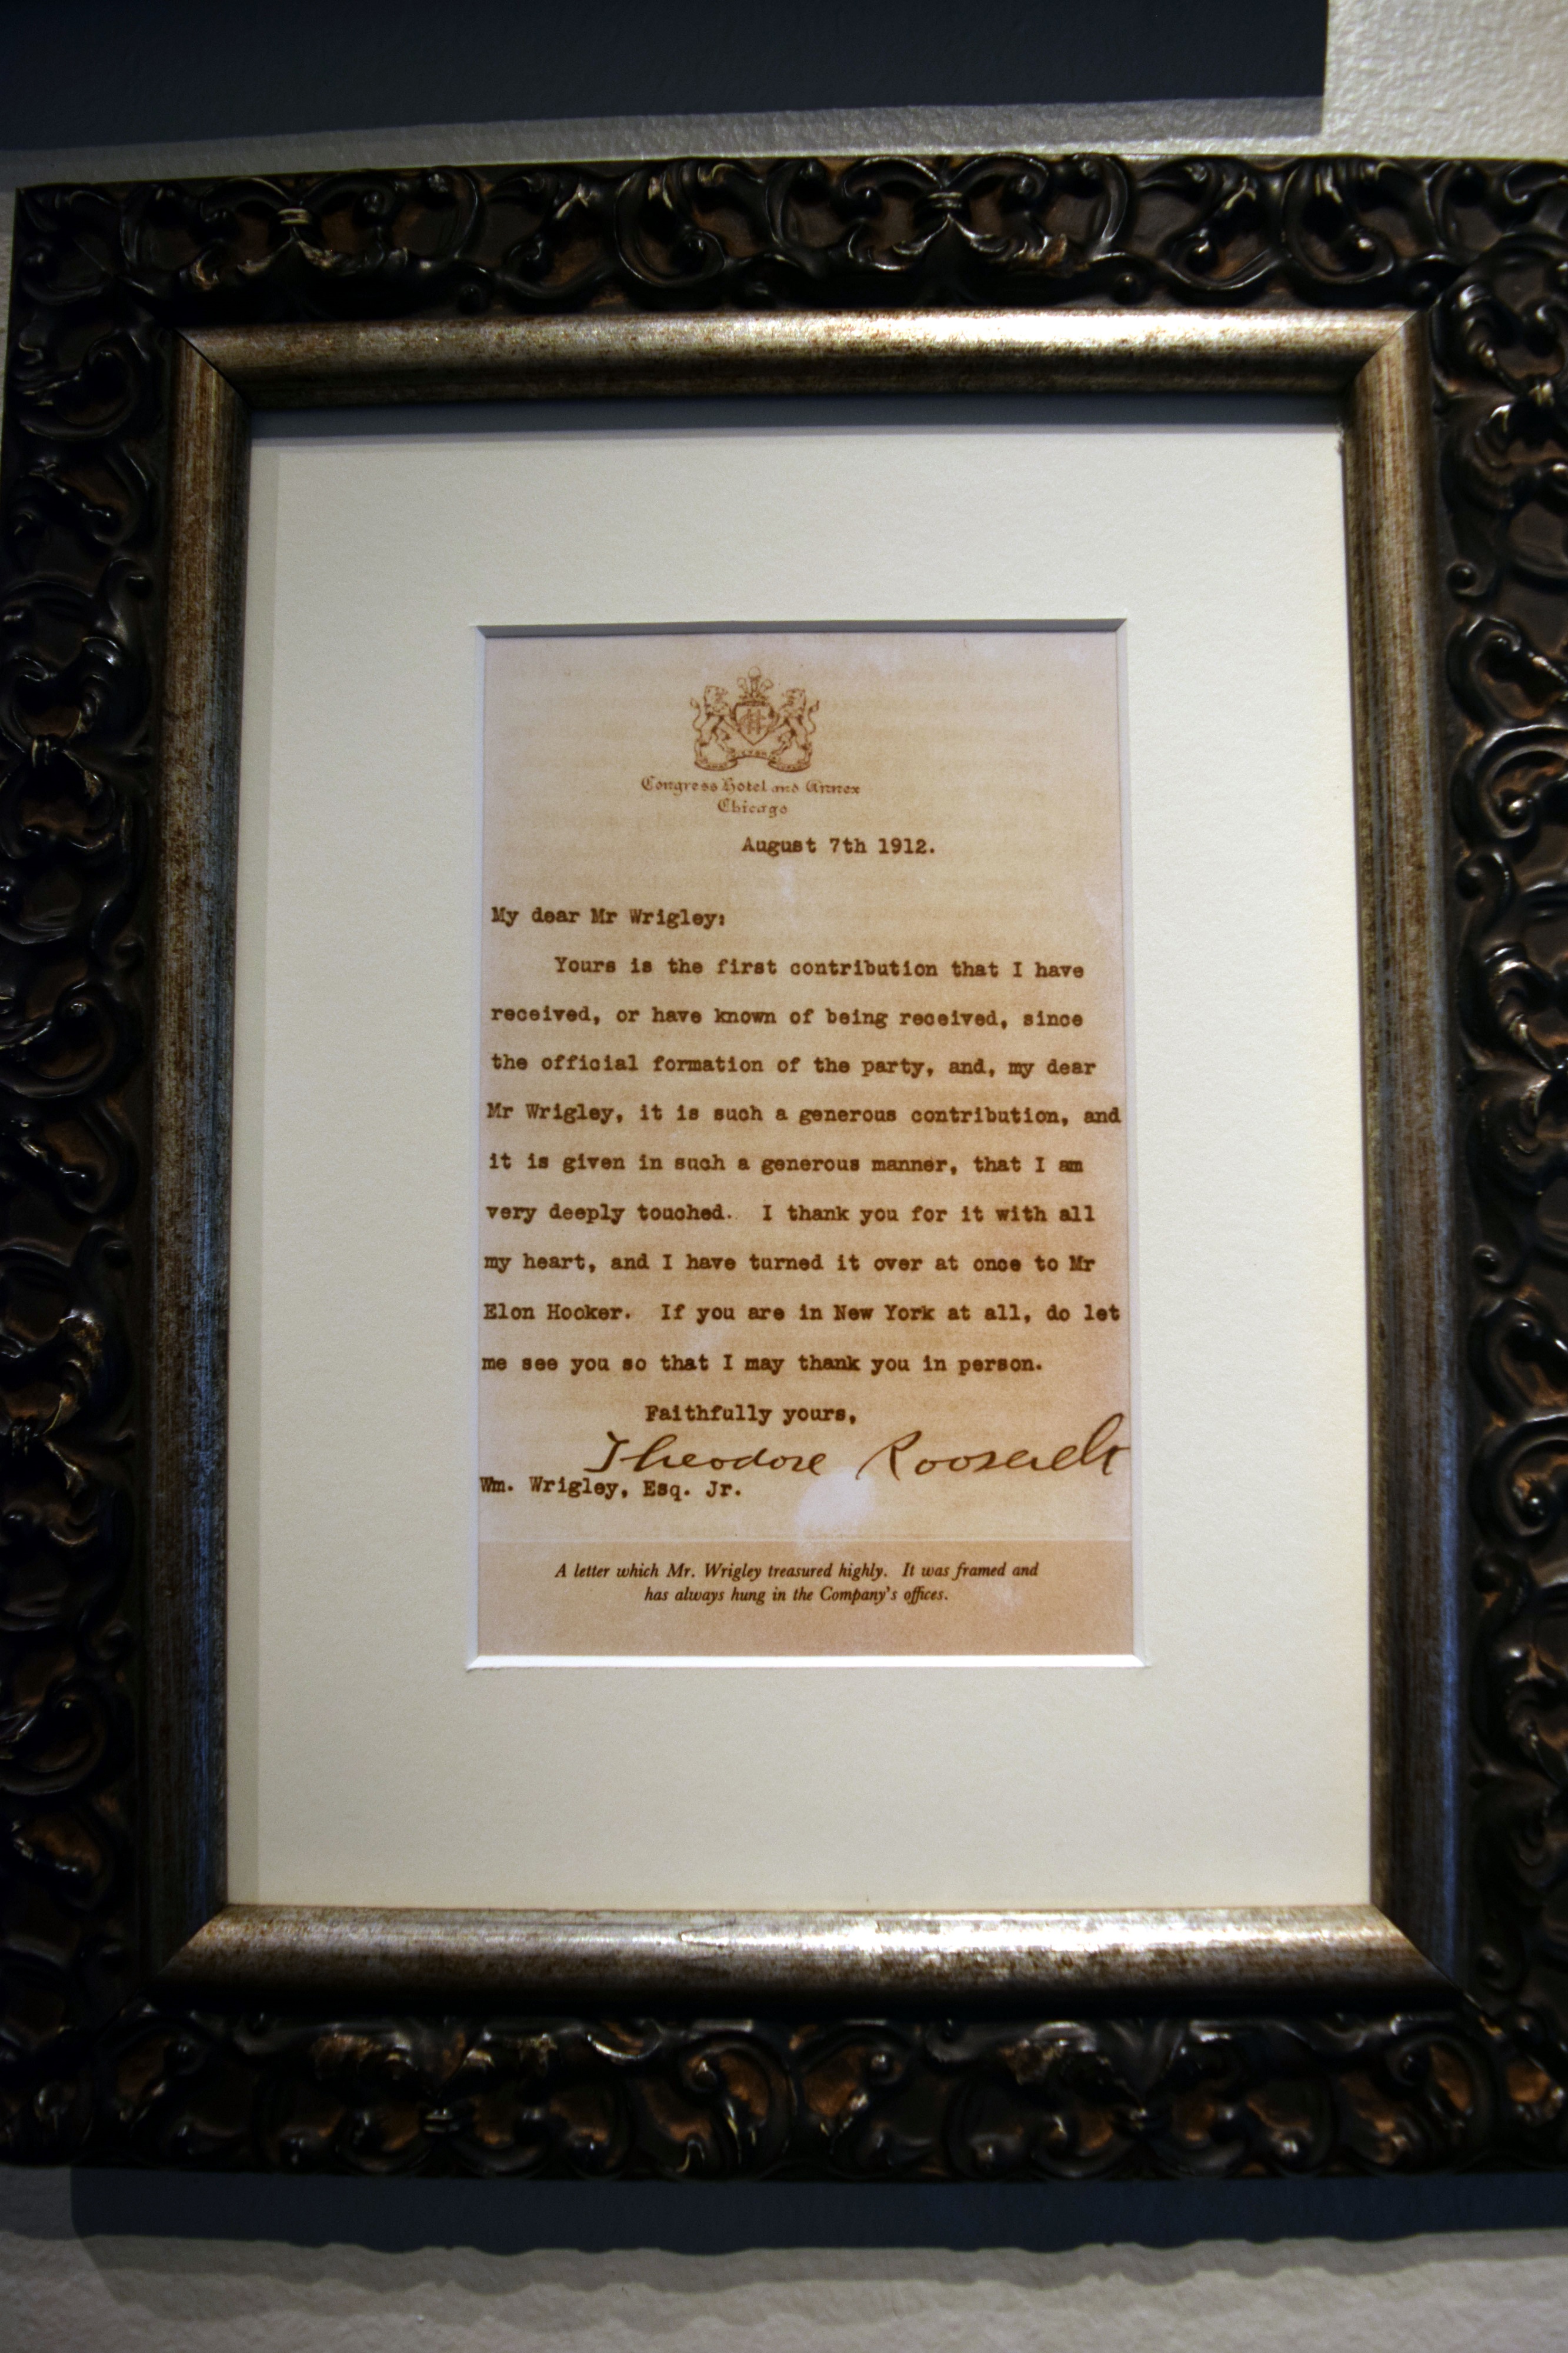 Congress Hotel and Annex
Chicago
August 7th 1912.
My dear Mr Wrigley:
Yours is the first contribution that I have
received, or have known of being received, since
the official formation of the party, and, my dear
Mr Wrigley, it is such a generous contribution, and
it is given in such a generous manner, that I am
very deeply touched. I thank you for it with all
my heart, and I have turned it over at once to Mr
Elon Hooker. If you are in New York at all, do let
me see you so that I may thank you in person.
Faithfully yours,
Theodore Roosevelt
Wm. Wrigley, Esq. Jr.
A letter which Mr. Wrigley treasured highly. It was framed and
has always hung in the Company's offices.